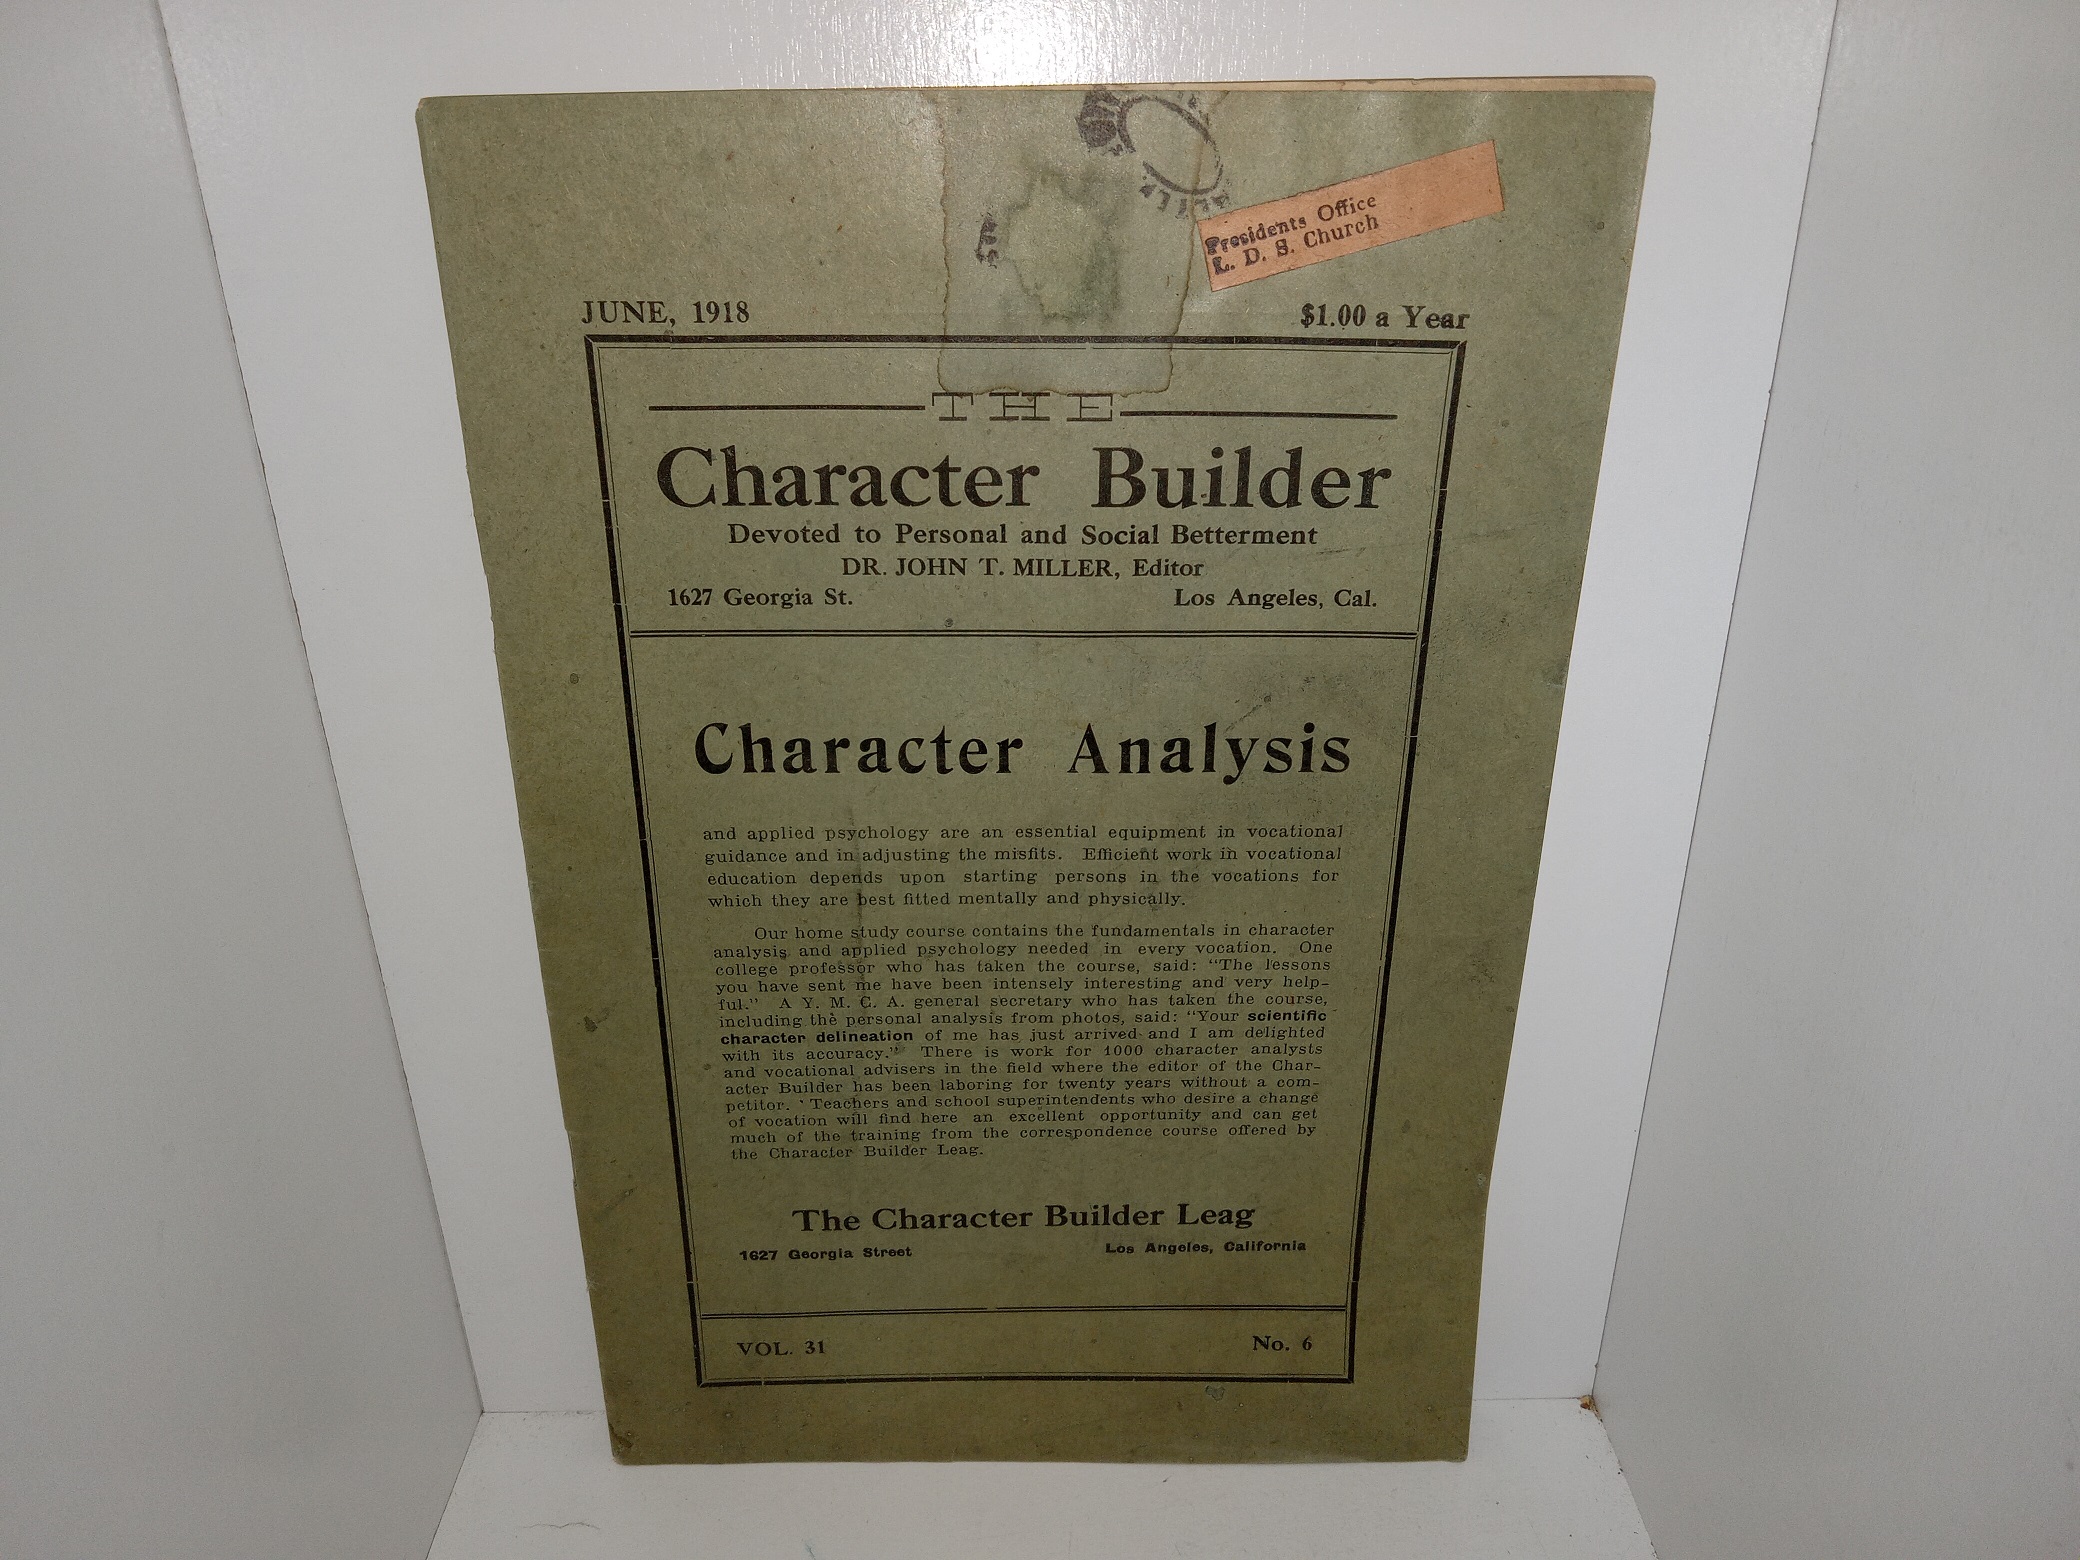 Presidents Office
L. D. S. Church
JUNE, 1918
$1.00 a Year
THE
Character Builder
Devoted to Personal and Social Betterment
DR. JOHN T. MILLER, Editor
1627 Georgia St.
Los Angeles, Cal.
Character Analysis
and applied psychology are an essential equipment in vocational
guidance and in adjusting the misfits. Efficient work in vocational
education depends upon starting persons in the vocations for
which they are best fitted mentally and physically.
Our home study course contains the fundamentals in character
analysis and applied psychology needed in every vocation. One
college professor who has taken the course, said: "The lessons
you have sent me have been intensely interesting and very help-
ful." A Y. M. C. A. general secretary who has taken the course,
including the personal analysis from photos, said: "Your scientific
character delineation of me has just arrived and I am delighted
with its accuracy." There is work for 1000 character analysts
and vocational advisers in the field where the editor of the Char-
acter Builder has been laboring for twenty years without a com-
petitor. Teachers and school superintendents who desire a change
of vocation will find here an excellent opportunity and can get
much of the training from the correspondence course offered by
the Character Builder Leag.
The Character Builder Leag
1627 Georgia Street
Los Angeles, California
VOL. 31
No. 6